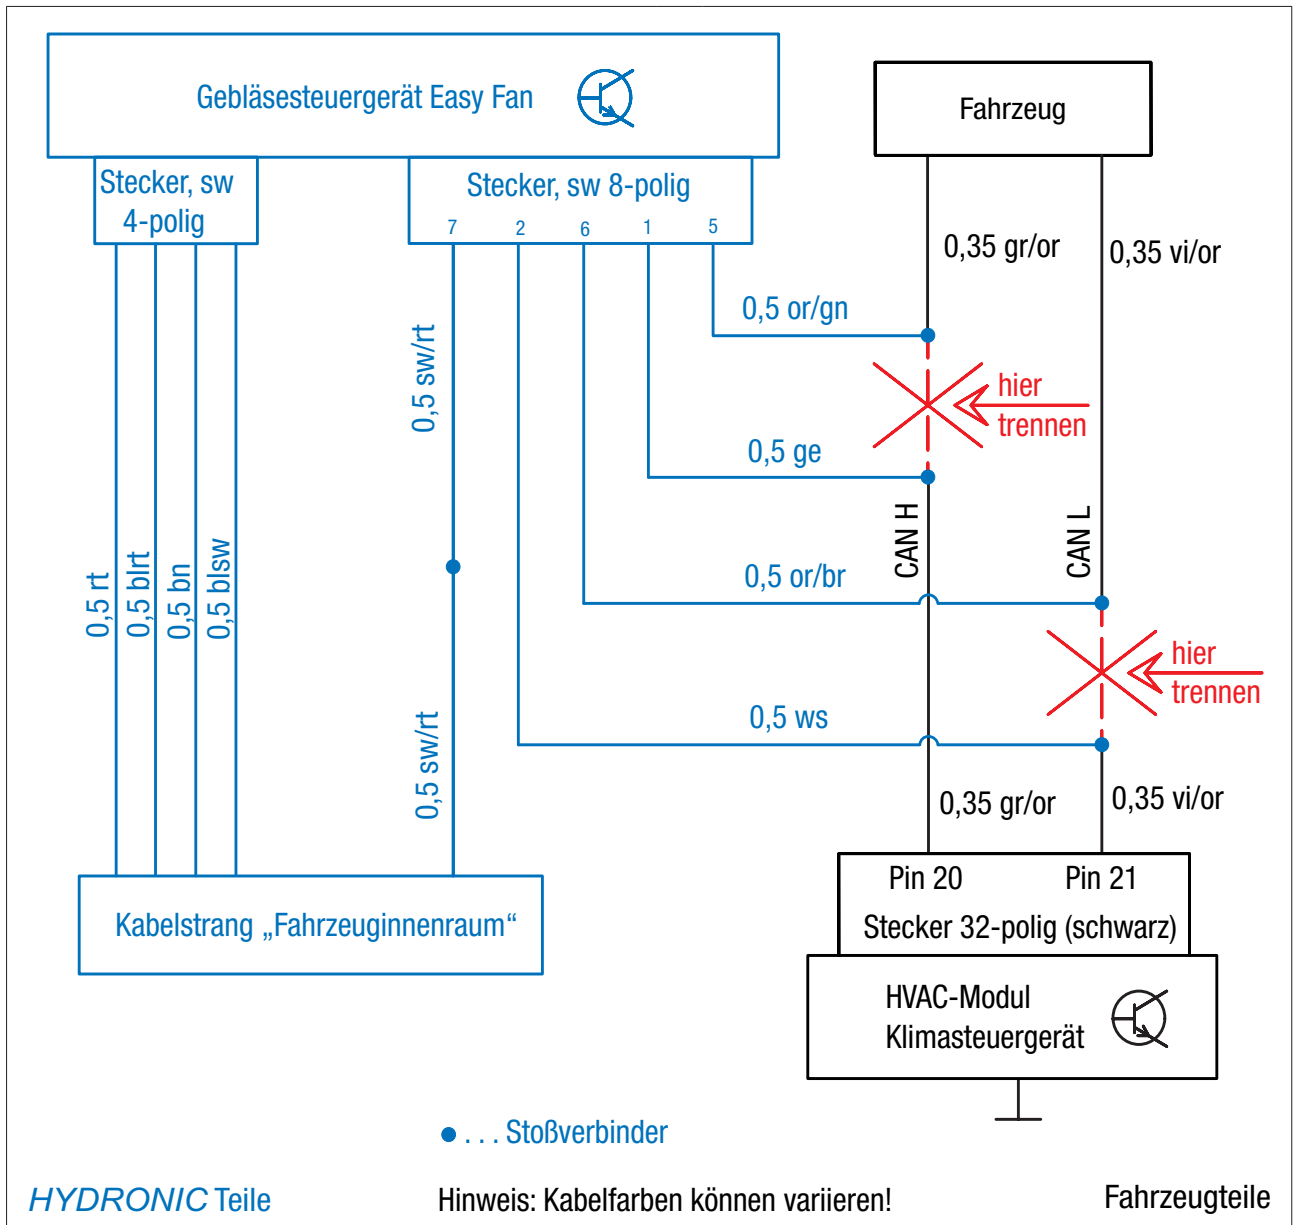 Gebläsesteuergerät Easy Fan
Fahrzeug
Stecker, sw
4-polig
Stecker, sw 8-polig
7 2 6 1 5
0,35 gr/or
0,35 vi/or
0,5 or/gn
0,5 sw/rt
hier
trennen
0,5 ge
CAN H
CAN L
0,5 rt
0,5 blrt
0,5 bn
0,5 blsw
0,5 or/br
hier
trennen
0,5 ws
0,5 sw/rt
0,35 gr/or
0,35 vi/or
Pin 20
Pin 21
Kabelstrang „Fahrzeuginnenraum“
Stecker 32-polig (schwarz)
HVAC-Modul
Klimasteuergerät
. . . Stoßverbinder
HYDRONIC Teile
Hinweis: Kabelfarben können variieren!
Fahrzeugteile